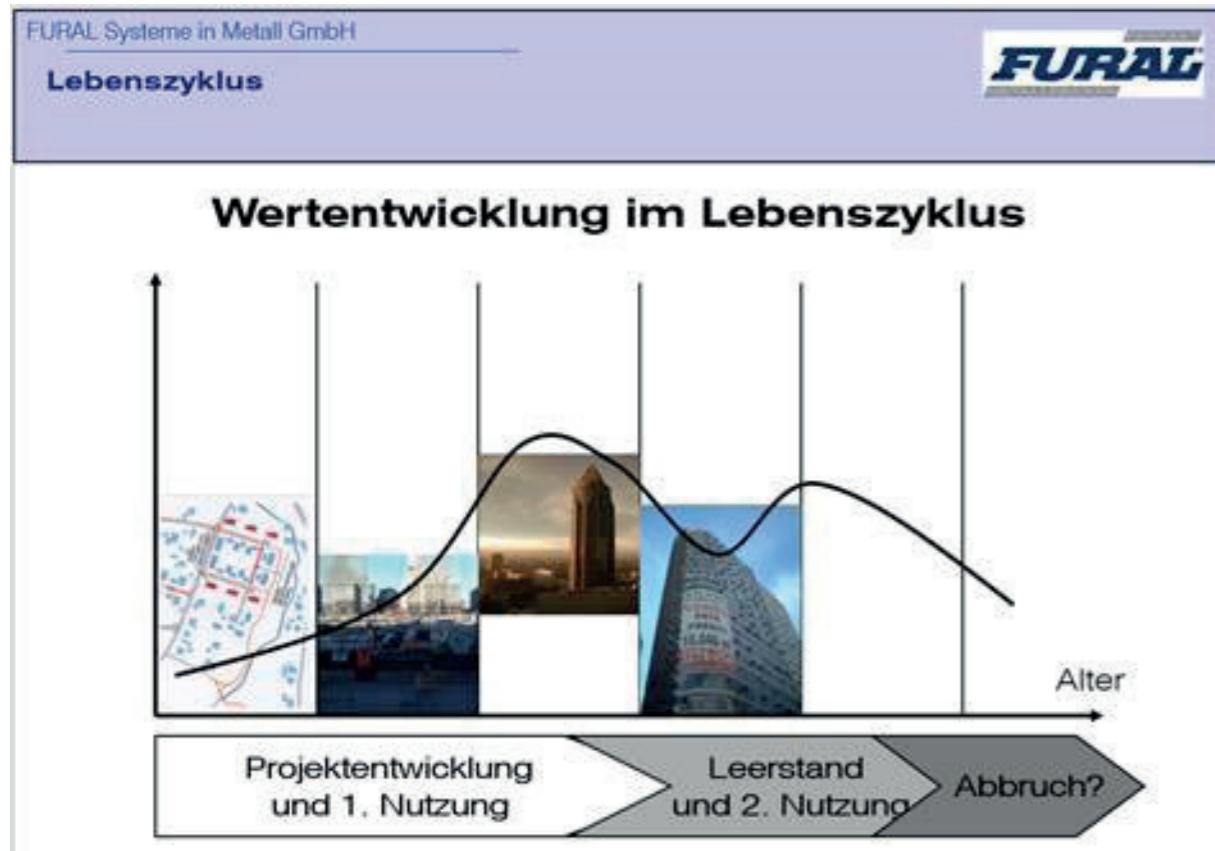 FURAL Systeme in Metall GmbH
Lebenszyklus
FURAL
Wertentwicklung im Lebenszyklus
Alter
Projektentwicklung
und 1. Nutzung
Leerstand
und 2. Nutzung
Abbruch?